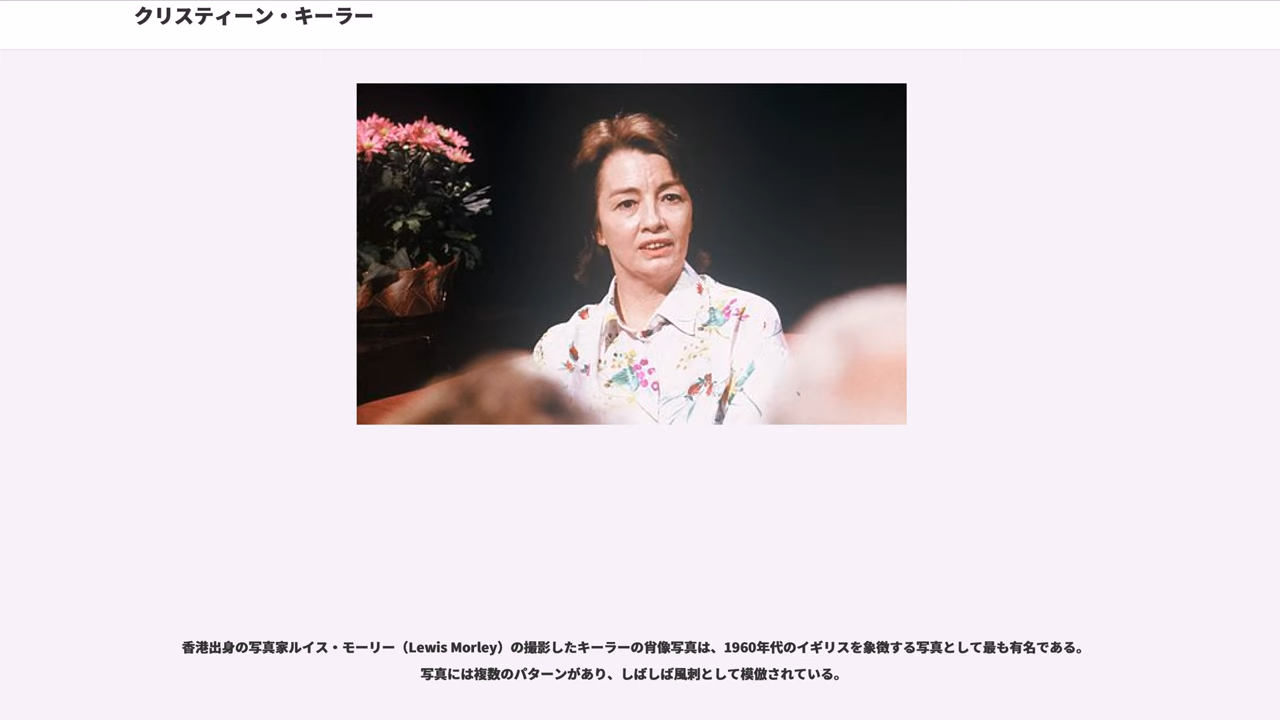 クリスティーン・キーラー
香港出身の写真家ルイス・モーリー（Lewis Morley）の撮影したキーラーの肖像写真は、1960年代のイギリスを象徴する写真として最も有名である。
写真には複数のパターンがあり、しばしば風刺として模倣されている。